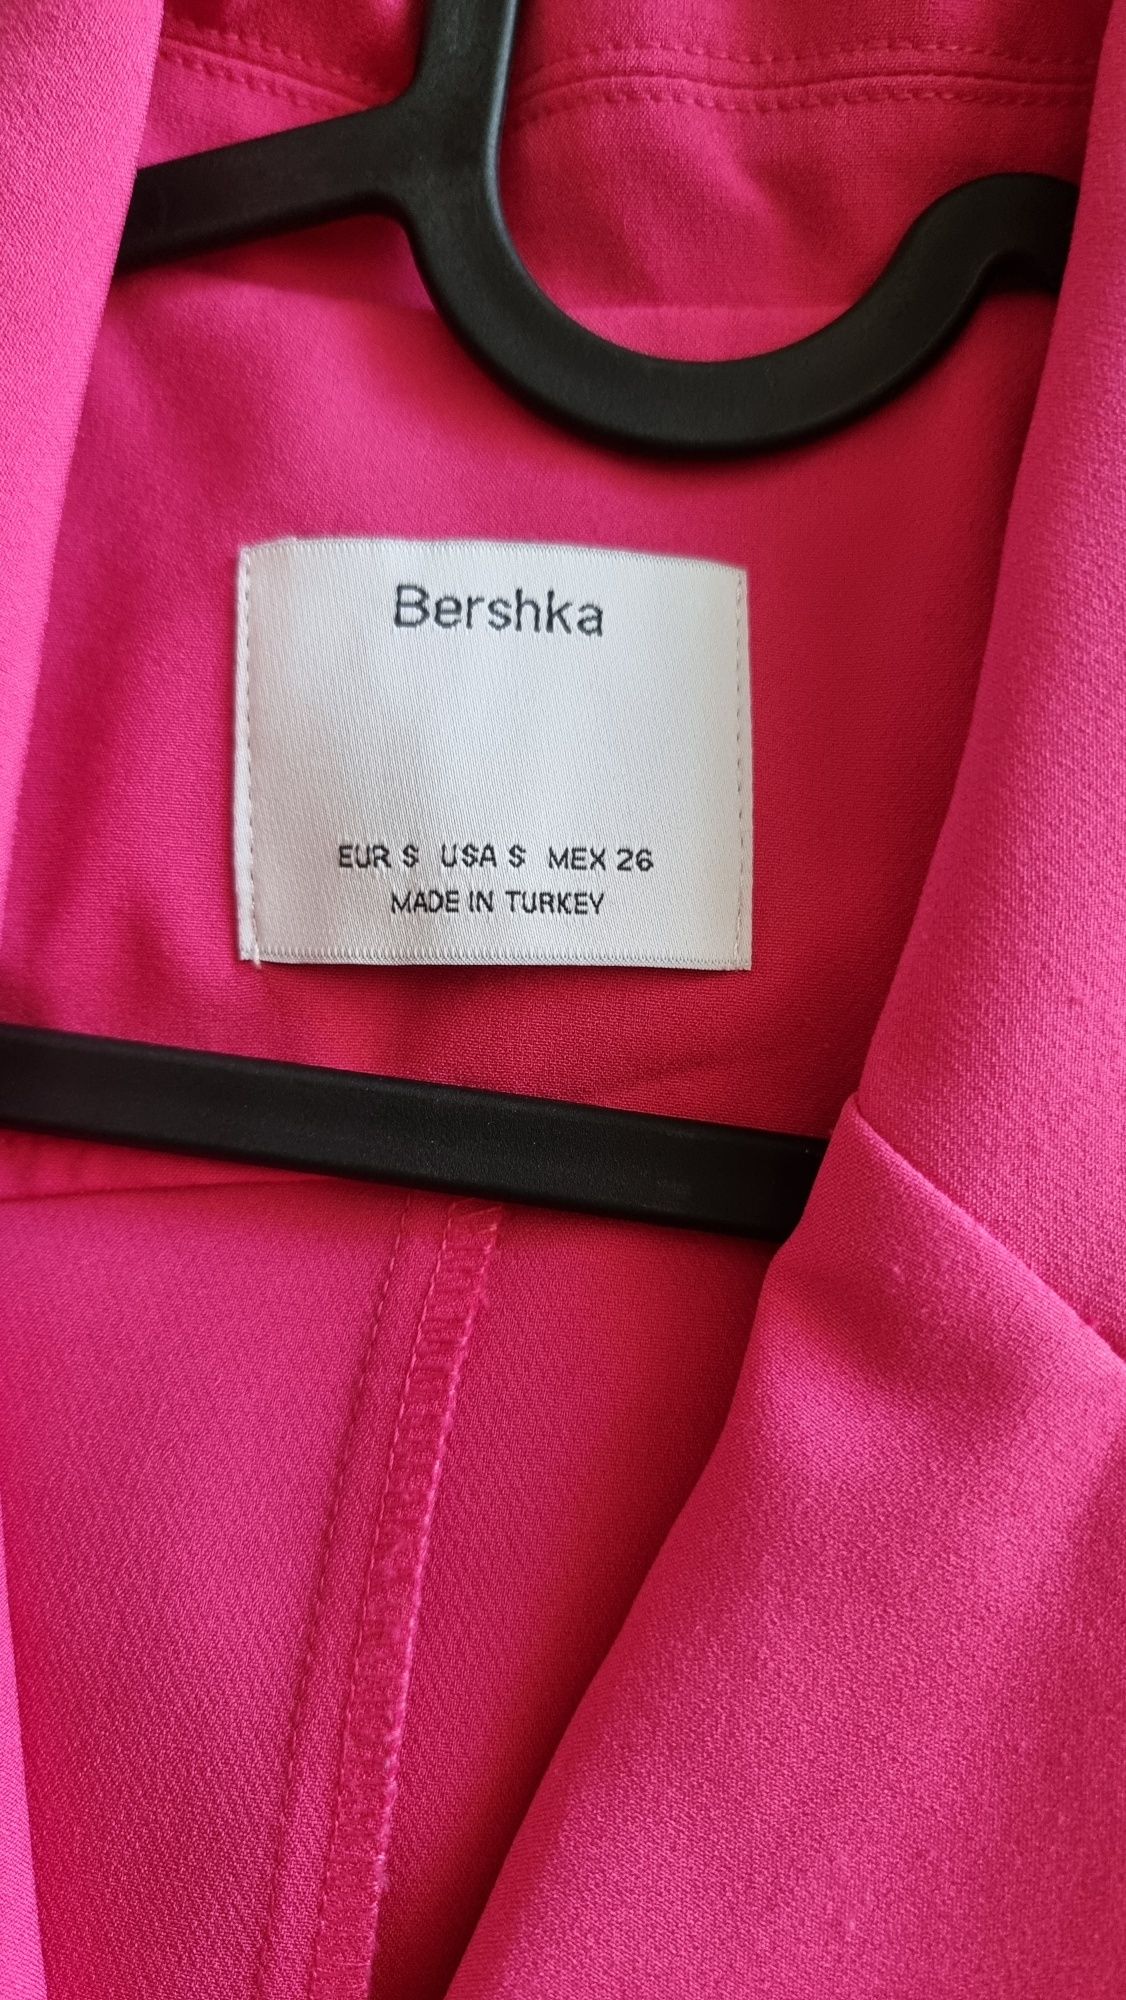 Bershka
EUR S USA S MEX 26
MADE IN TURKEY